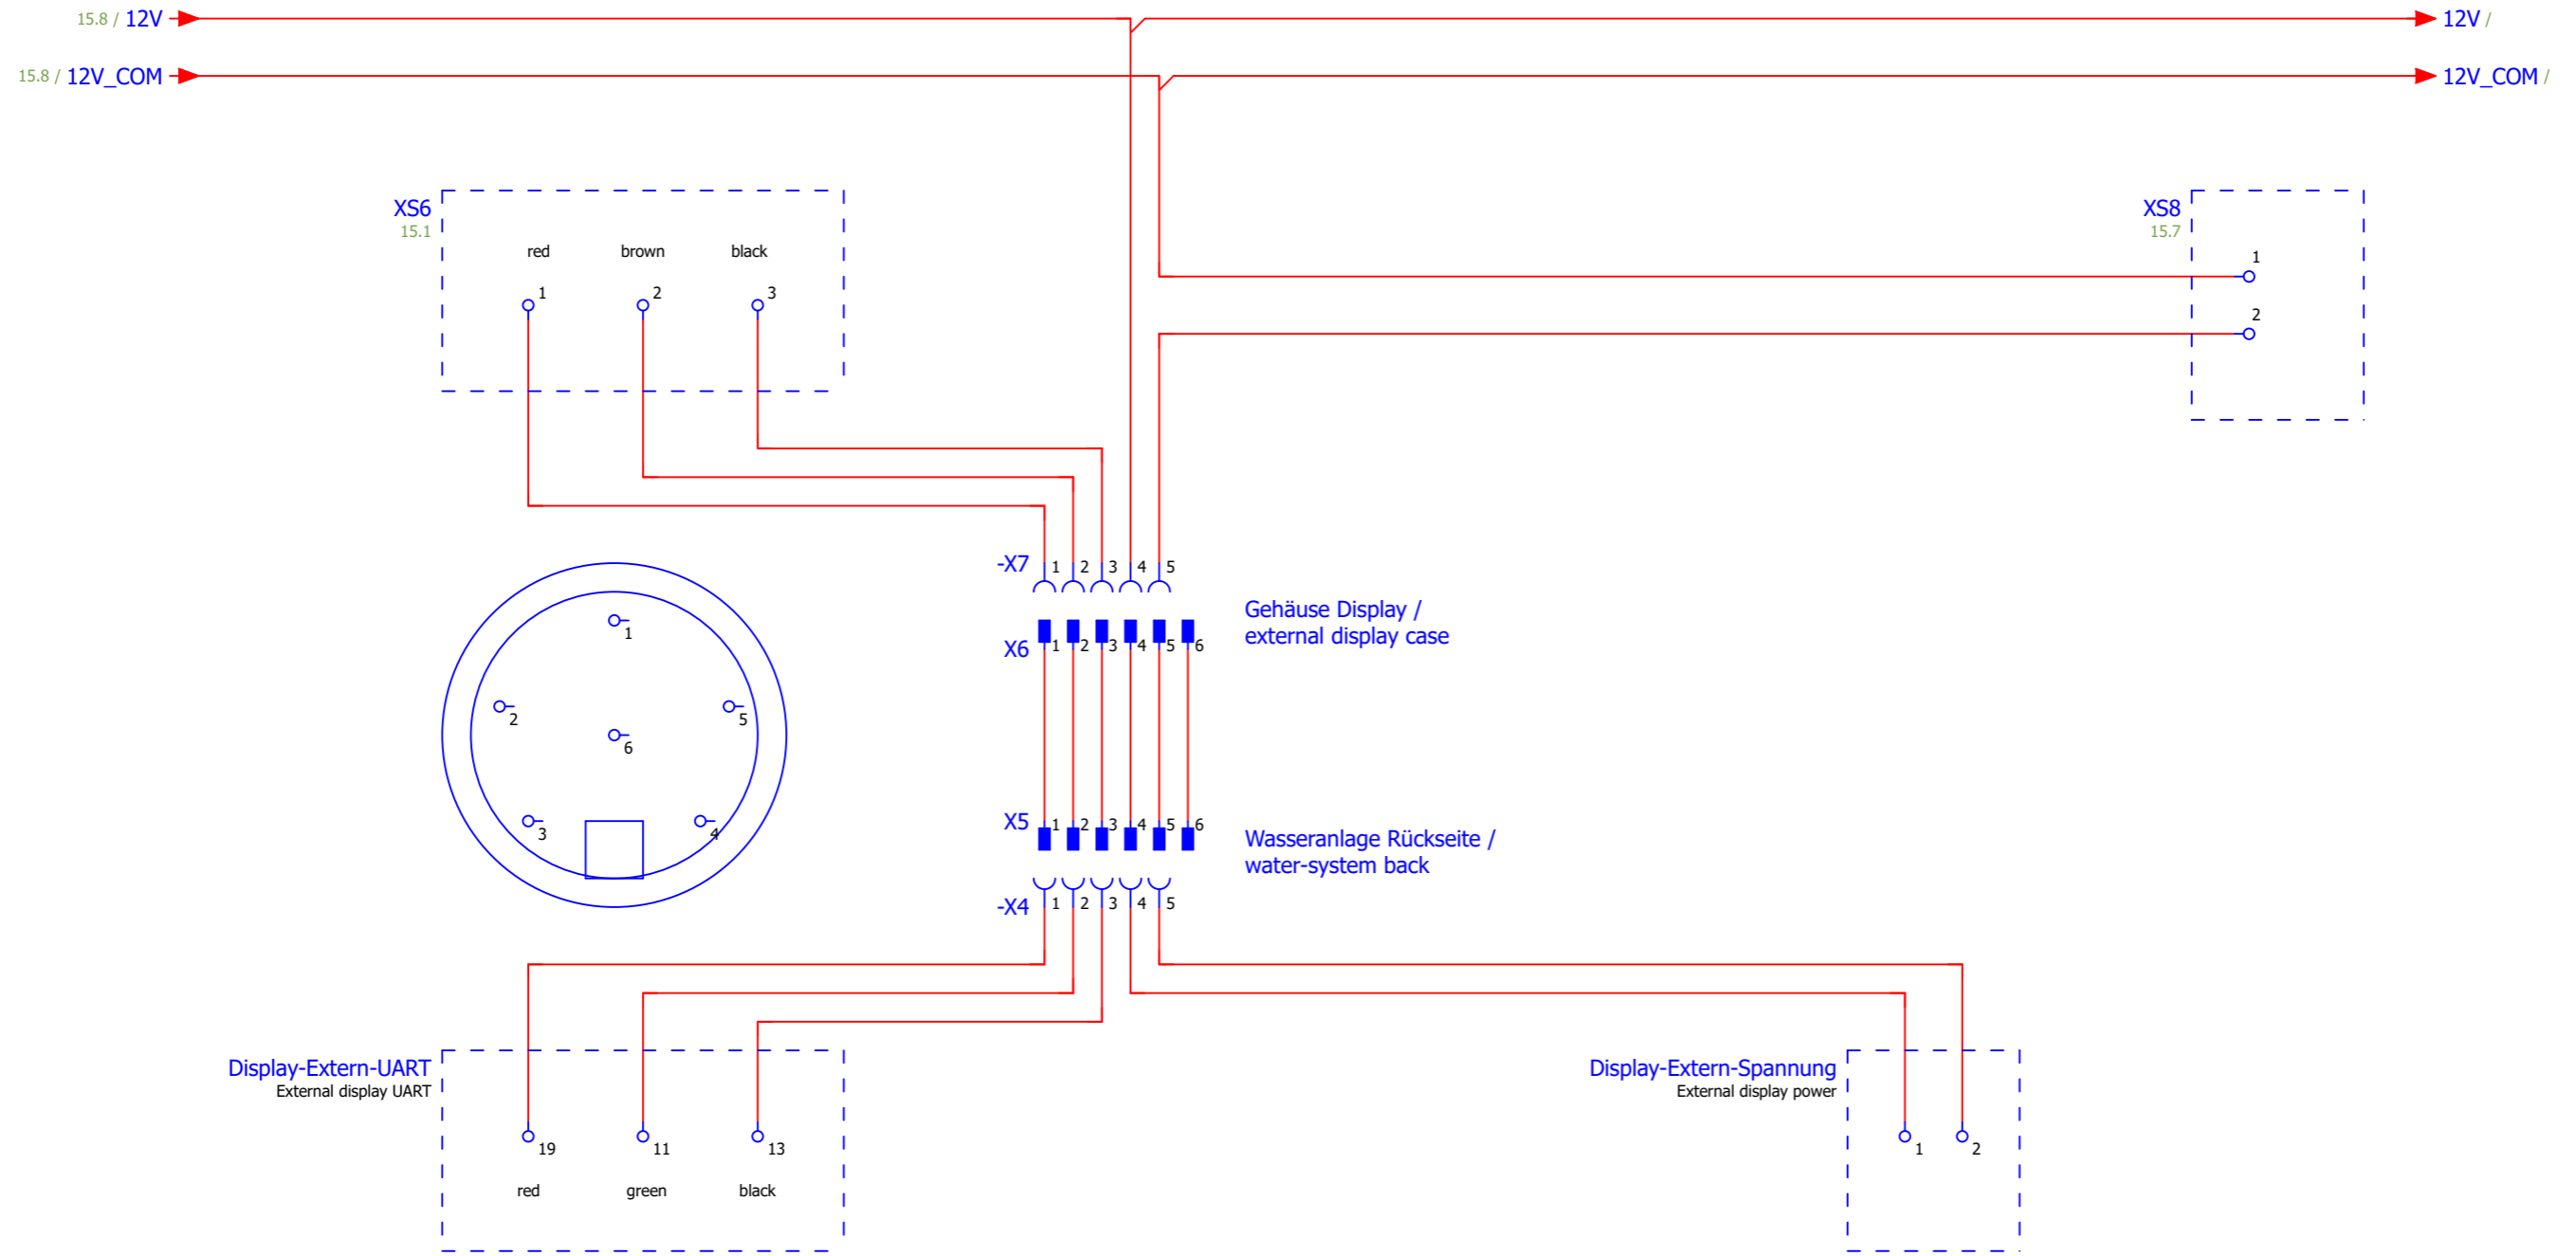 15.8 / 12V
12V /
15.8 / 12V_COM
12V_COM /
XS6
15.1
red brown black
1 2 3
XS8
15.7
1
2
-X7 1 2 3 4 5
Gehäuse Display /
external display case
X6 1 2 3 4 5 6
1
2
5
6
3
4
X5 1 2 3 4 5 6
Wasseranlage Rückseite /
water-system back
-X4 1 2 3 4 5
Display-Extern-UART
External display UART
19 11 13
red green black
Display-Extern-Spannung
External display power
1 2